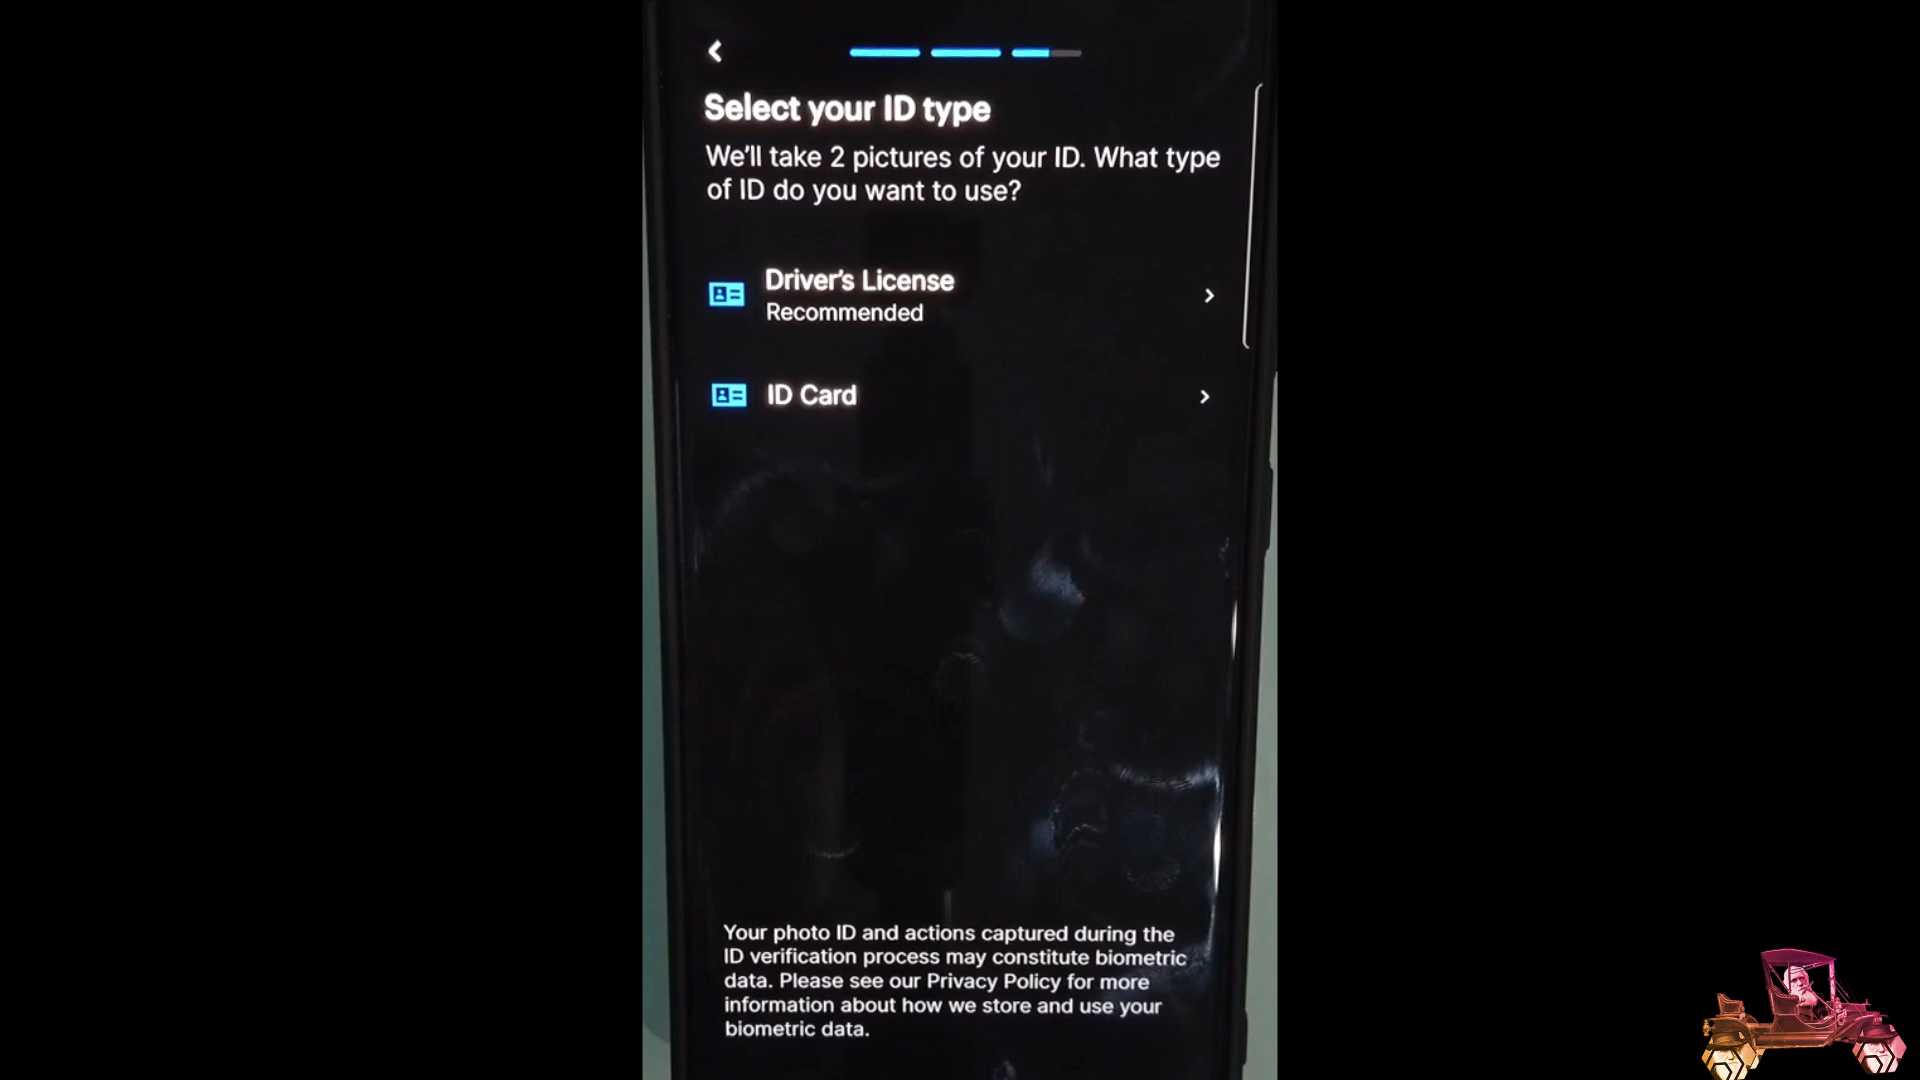 Select your ID type
We'll take 2 pictures of your ID. What type
of ID do you want to use?
Driver's License
Recommended
ID Card
Your photo ID and actions captured during the
ID verification process may constitute biometric
data. Please see our Privacy Policy for more
information about how we store and use your
biometric data.